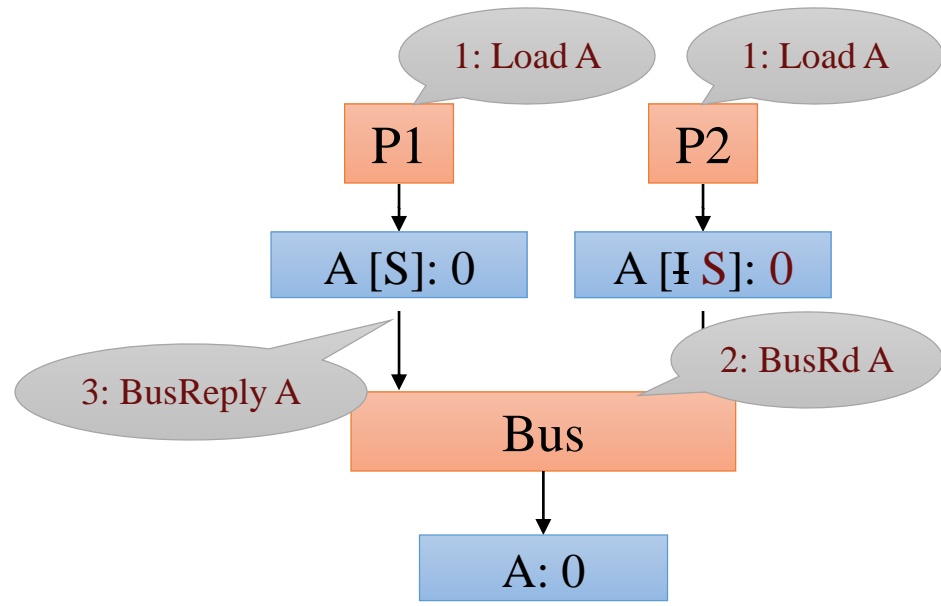 1: Load A
1: Load A
P1
P2
A [S]: 0
A [I S]: 0
3: BusReply A
2: BusRd A
Bus
A: 0